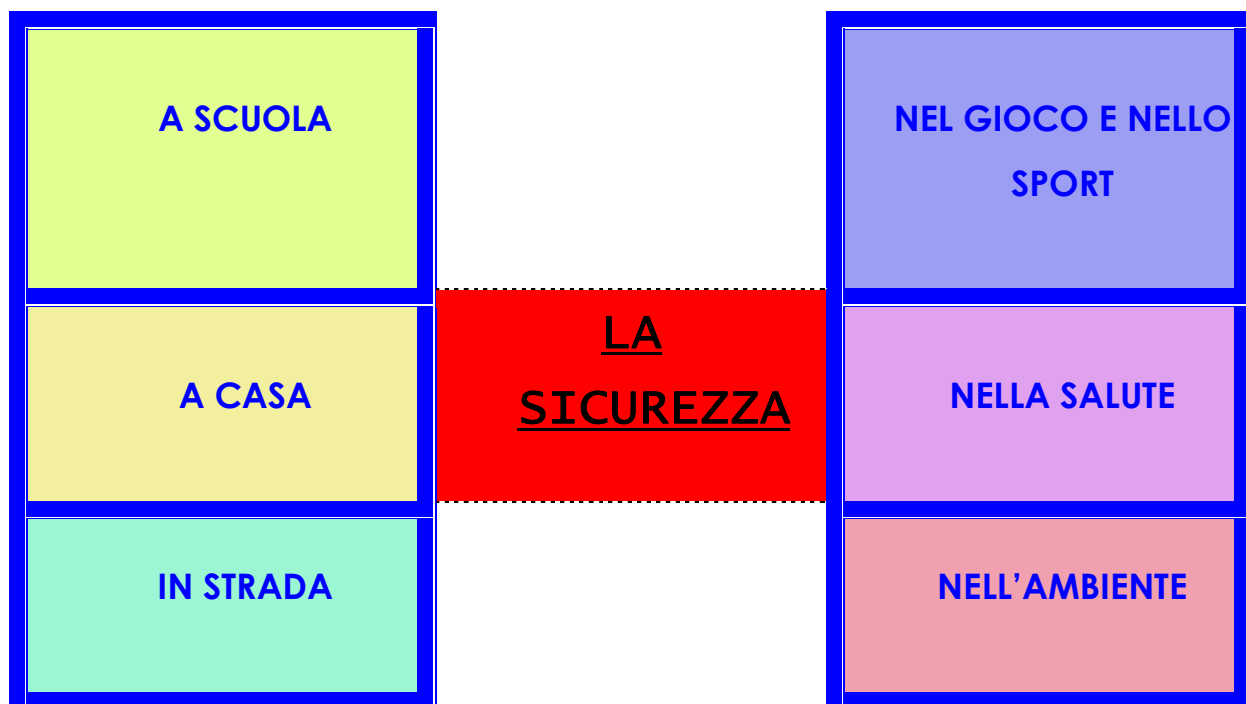 A SCUOLA
A CASA
IN STRADA
LA
SICUREZZA
NEL GIOCO E NELLO
SPORT
NELLA SALUTE
NELL’AMBIENTE